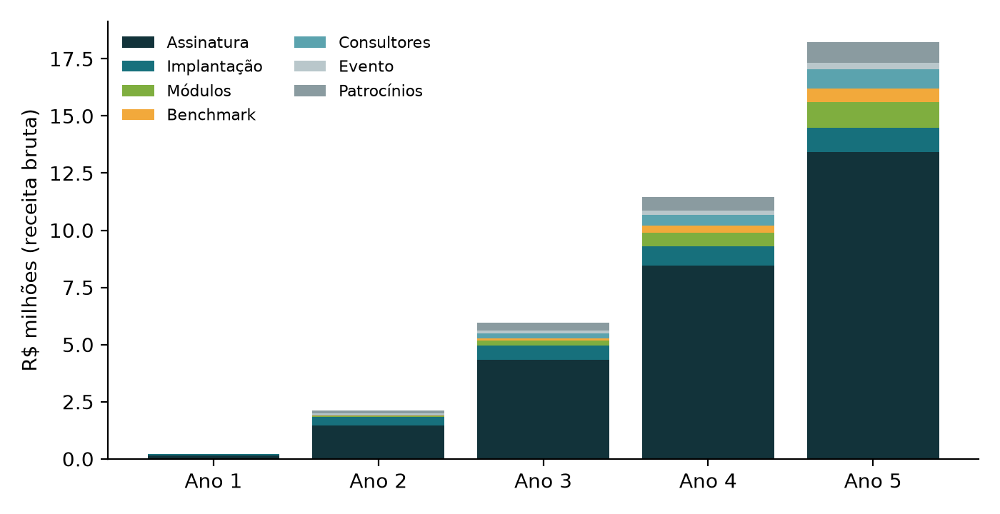 Assinatura
Implantação
Módulos
Benchmark
Consultores
Evento
Patrocínios
R$ milhões (receita bruta)
17.5
15.0
12.5
10.0
7.5
5.0
2.5
0.0
Ano 1
Ano 2
Ano 3
Ano 4
Ano 5